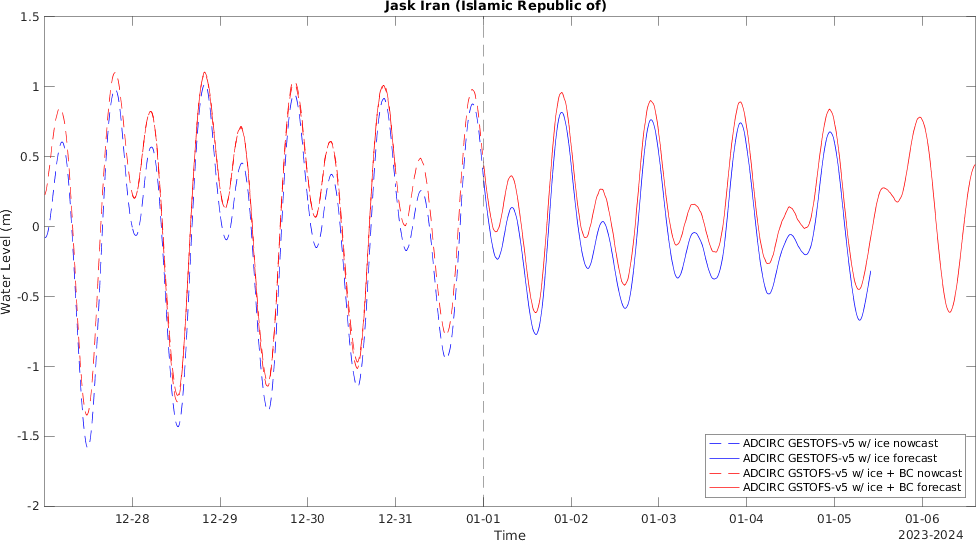 Jask Iran (Islamic Republic of)
1.5
1
0.5
0
-0.5
-1
-1.5
-2
Water Level (m)
12-28 12-29 12-30 12-31 01-01 01-02 01-03 01-04 01-05 01-06
Time
2023-2024
ADCIRC GESTOFS-v5 w/ ice nowcast
ADCIRC GESTOFS-v5 w/ ice forecast
ADCIRC GSTOFS-v5 w/ ice + BC nowcast
ADCIRC GSTOFS-v5 w/ ice + BC forecast